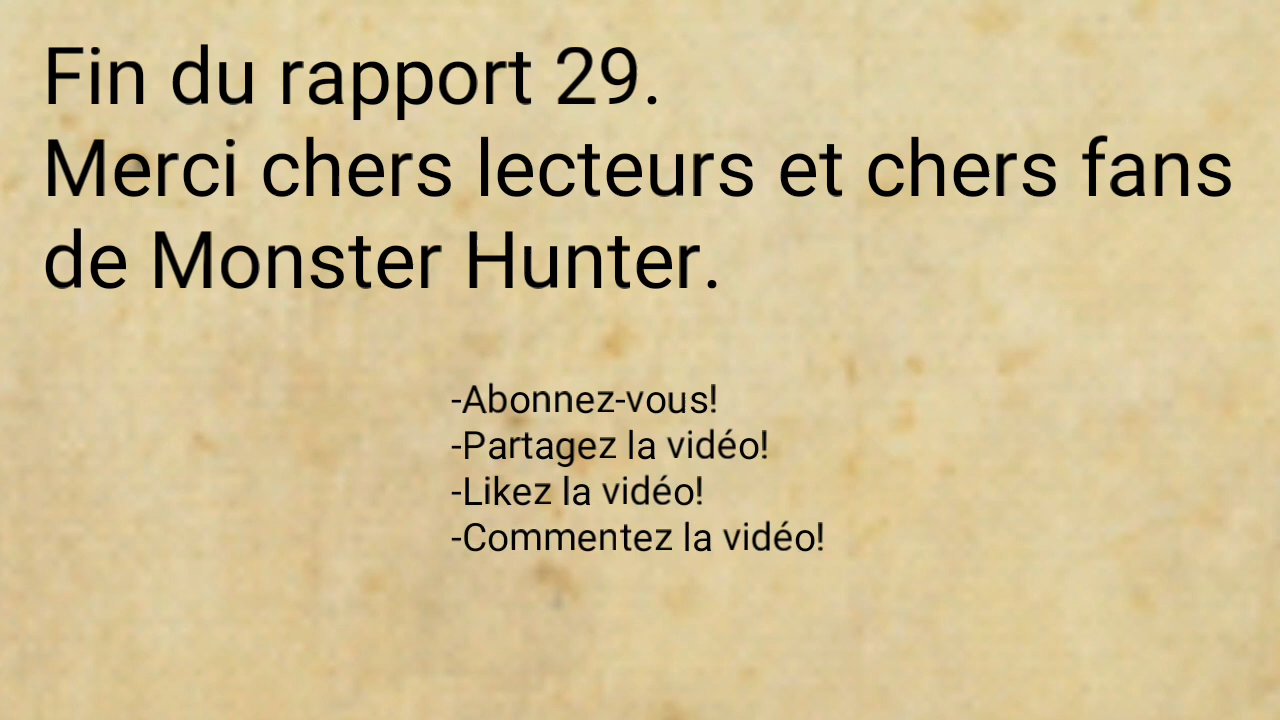 Fin du rapport 29.
Merci chers lecteurs et chers fans
de Monster Hunter.
-Abonnez-vous!
-Partagez la vidéo!
-Likez la vidéo!
-Commentez la vidéo!